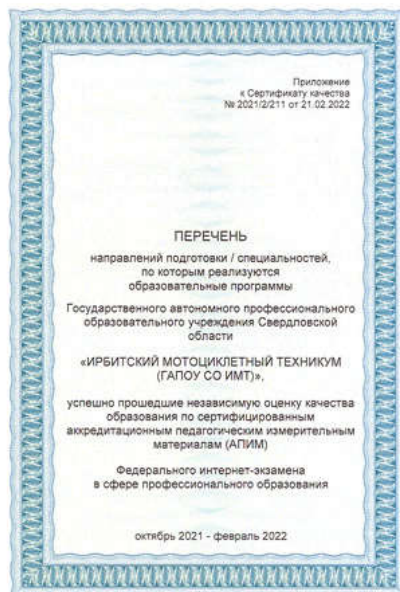 Приложение
к Сертификату качества
№ 2021/2/211 от 21.02.2022
ПЕРЕЧЕНЬ
направлений подготовки / специальностей,
по которым реализуются
образовательные программы
Государственного автономного профессионального
образовательного учреждения Свердловской
области
«ИРБИТСКИЙ МОТОЦИКЛЕТНЫЙ ТЕХНИКУМ
(ГАПОУ СО ИМТ)»,
успешно прошедшие независимую оценку качества
образования по сертифицированным
аккредитационным педагогическим измерительным
материалам (АПИМ)
Федерального интернет-экзамена
в сфере профессионального образования
октябрь 2021 - февраль 2022